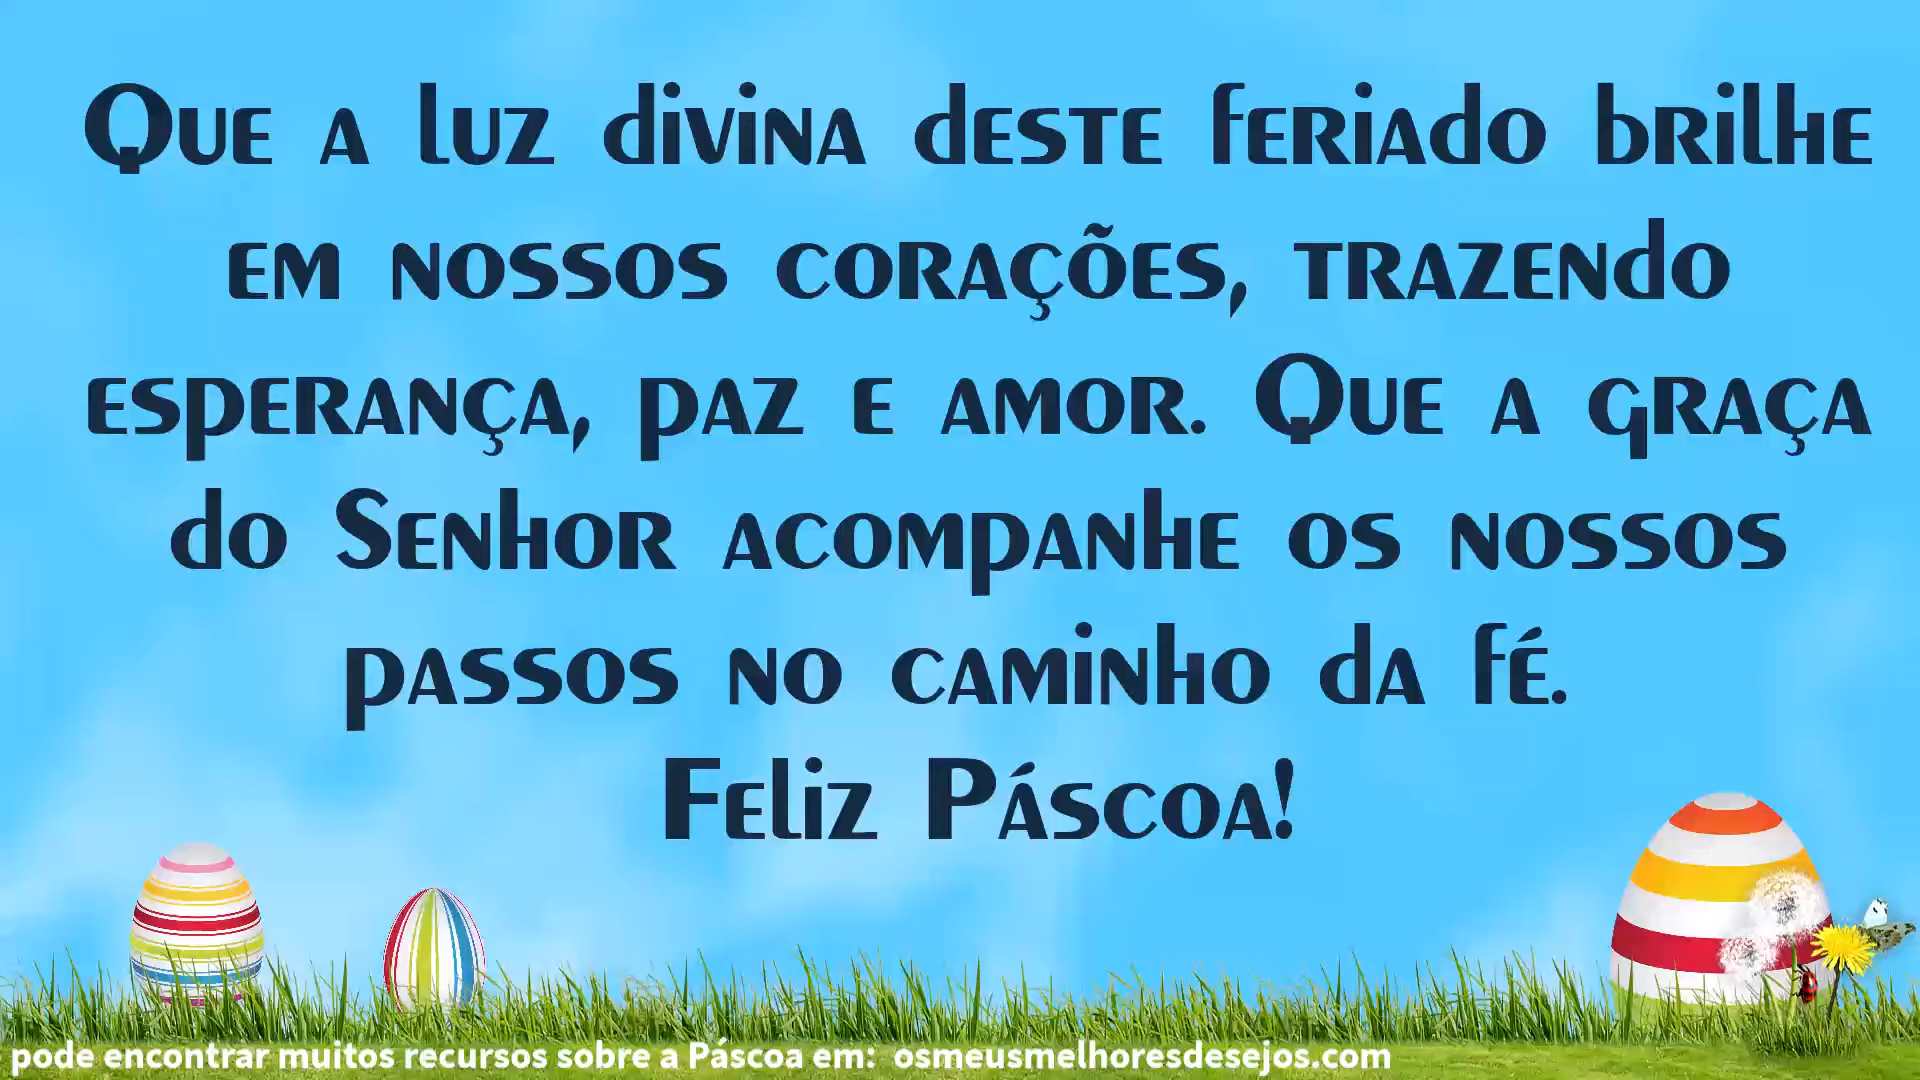 Que a luz divina deste feriado brilhe
em nossos corações, trazendo
esperança, paz e amor. Que a graça
do Senhor acompanhe os nossos
passos no caminho da fé.
Feliz Páscoa!
pode encontrar muitos recursos sobre a Páscoa em: osmeusmelhoresdesejos.com